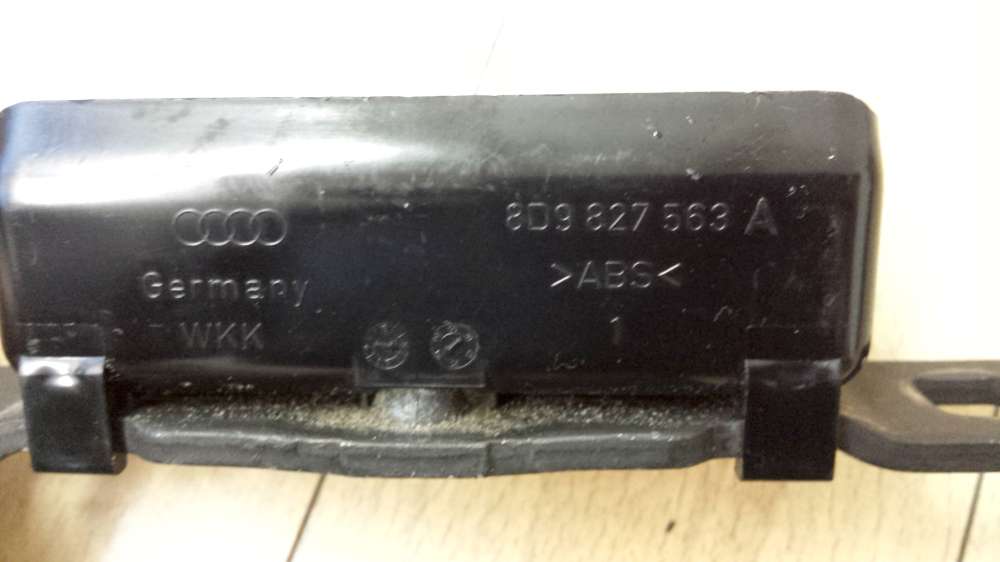 8D9 827 563 A
Germany >ABS<
WKK 1